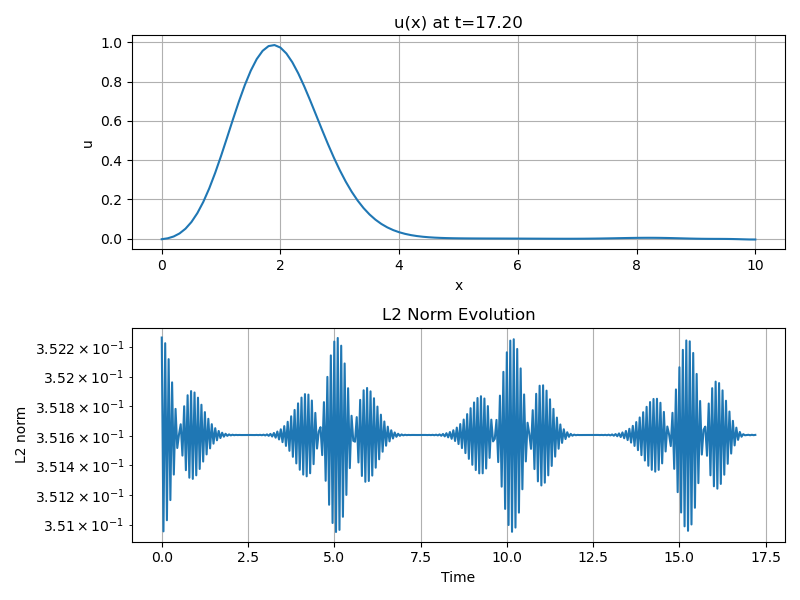 u(x) at t=17.20
1.0
0.8
0.6
0.4
0.2
0.0
u
0 2 4 6 8 10
x
L2 Norm Evolution
3.522 × 10⁻¹
3.52 × 10⁻¹
3.518 × 10⁻¹
3.516 × 10⁻¹
3.514 × 10⁻¹
3.512 × 10⁻¹
3.51 × 10⁻¹
L2 norm
0.0 2.5 5.0 7.5 10.0 12.5 15.0 17.5
Time